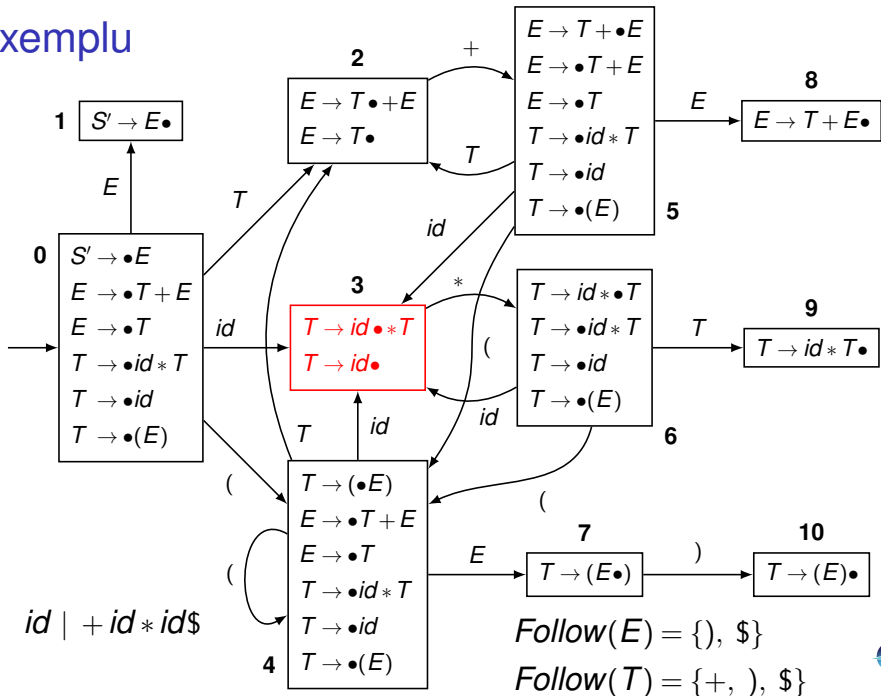 xemplu
1
S′ → E•
E
0
S′ → •E
E → •T + E
E → •T
T → •id ∗ T
T → •id
T → •(E)
T
id
(
2
E → T • +E
E → T•
+
T
3
T → id • ∗T
T → id•
∗
id
id
(
id
T
5
E → T + •E
E → •T + E
E → •T
T → •id ∗ T
T → •id
T → •(E)
E
8
E → T + E•
6
T → id ∗ •T
T → •id ∗ T
T → •id
T → •(E)
T
9
T → id ∗ T•
(
4
T → (•E)
E → •T + E
E → •T
T → •id ∗ T
T → •id
T → •(E)
(
E
7
T → (E•)
)
10
T → (E)•
id | + id ∗ id$
Follow(E) = {), $}
Follow(T) = {+, ), $}